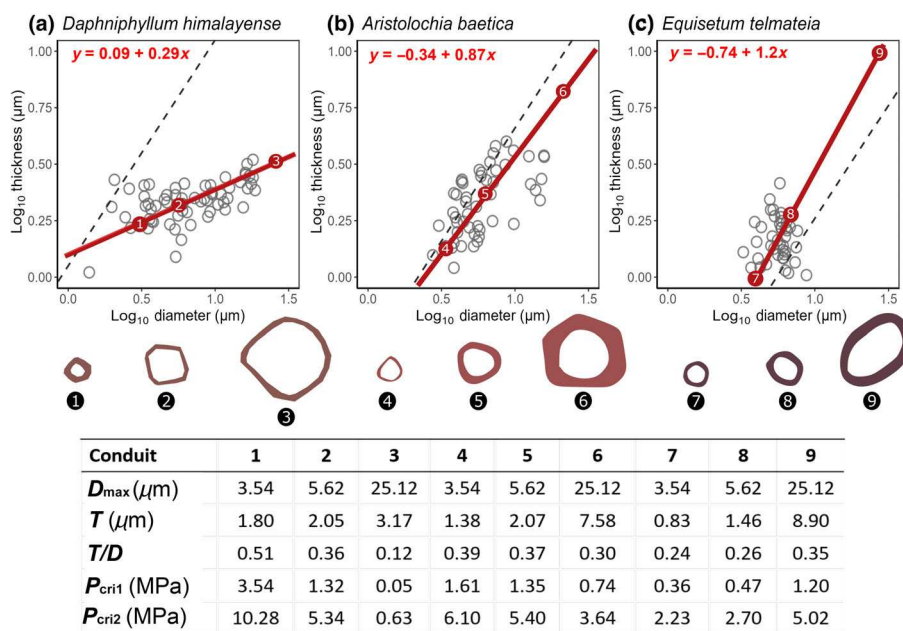 (a) Daphniphyllum himalayense
(b) Aristolochia baetica
(c) Equisetum telmateia
y = 0.09 + 0.29x
y = −0.34 + 0.87x
y = −0.74 + 1.2x
Log10 thickness (μm)
1.00
0.75
0.50
0.25
0.00
1
2
3
0.0 0.5 1.0 1.5
Log10 diameter (μm)
Log10 thickness (μm)
1.00
0.75
0.50
0.25
0.00
4
5
6
0.0 0.5 1.0 1.5
Log10 diameter (μm)
Log10 thickness (μm)
1.00
0.75
0.50
0.25
0.00
7
8
9
0.0 0.5 1.0 1.5
Log10 diameter (μm)
1 2 3 4 5 6 7 8 9
Conduit 1 2 3 4 5 6 7 8 9
Dmax (μm) 3.54 5.62 25.12 3.54 5.62 25.12 3.54 5.62 25.12
T (μm) 1.80 2.05 3.17 1.38 2.07 7.58 0.83 1.46 8.90
T/D 0.51 0.36 0.12 0.39 0.37 0.30 0.24 0.26 0.35
Pcri1 (MPa) 3.54 1.32 0.05 1.61 1.35 0.74 0.36 0.47 1.20
Pcri2 (MPa) 10.28 5.34 0.63 6.10 5.40 3.64 2.23 2.70 5.02